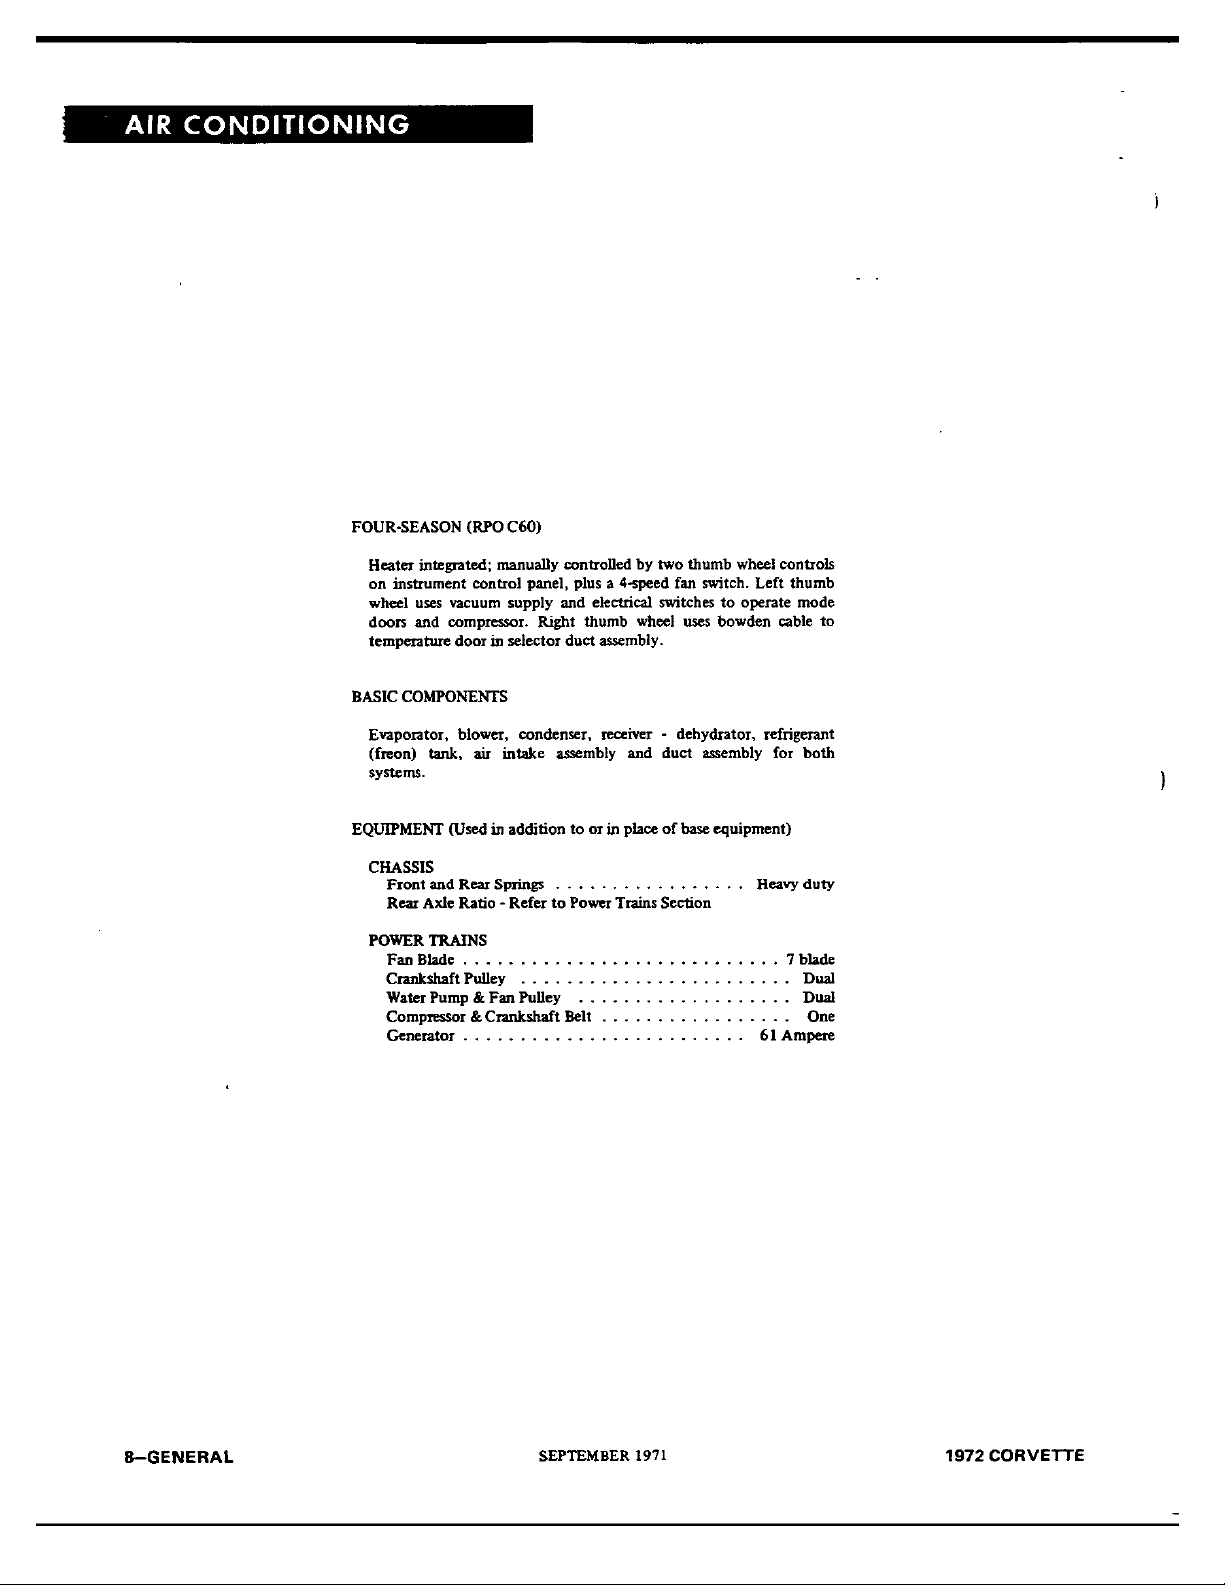 AIR CONDITIONING
FOUR-SEASON (RPO C60)
Heater integrated; manually controlled by two thumb wheel controls
on instrument control panel, plus a 4-speed fan switch. Left thumb
wheel uses vacuum supply and electrical switches to operate mode
doors and compressor. Right thumb wheel uses bowden cable to
temperature door in selector duct assembly.
BASIC COMPONENTS
Evaporator, blower, condenser, receiver - dehydrator, refrigerant
(freon) tank, air intake assembly and duct assembly for both
systems.
EQUIPMENT (Used in addition to or in place of base equipment)
CHASSIS
Front and Rear Springs . . . . . . . . . . . . . . . . . Heavy duty
Rear Axle Ratio - Refer to Power Trains Section
POWER TRAINS
Fan Blade . . . . . . . . . . . . . . . . . . . . . . . . . . . . 7 blade
Crankshaft Pulley . . . . . . . . . . . . . . . . . . . . . . . . Dual
Water Pump & Fan Pulley . . . . . . . . . . . . . . . . . . . Dual
Compressor & Crankshaft Belt . . . . . . . . . . . . . . . . . One
Generator . . . . . . . . . . . . . . . . . . . . . . . . . 61 Ampere
8—GENERAL SEPTEMBER 1971 1972 CORVETTE